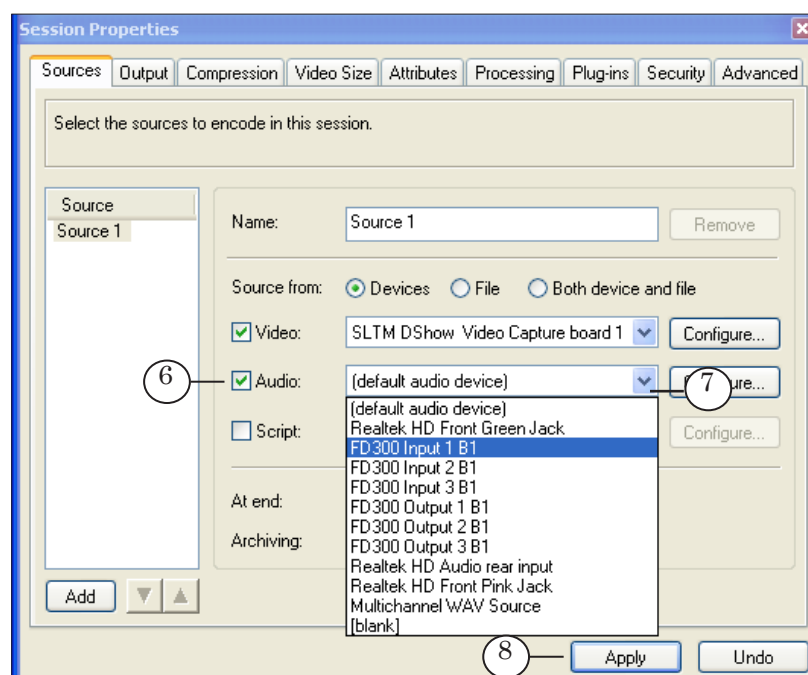 Session Properties
Sources Output Compression Video Size Attributes Processing Plug-ins Security Advanced
Select the sources to encode in this session.
Source
Source 1
Name: Source 1 Remove
Source from: Devices File Both device and file
Video: SLTM DShow Video Capture board 1 Configure...
6 Audio: (default audio device) 7
(default audio device)
Realtek HD Front Green Jack
Script: Configure...
FD300 Input 1 B1
FD300 Input 2 B1
FD300 Input 3 B1
At end:
FD300 Output 1 B1
FD300 Output 2 B1
Archiving:
FD300 Output 3 B1
Realtek HD Audio rear input
Realtek HD Front Pink Jack
Multichannel WAV Source
[blank]
Add
8 Apply Undo